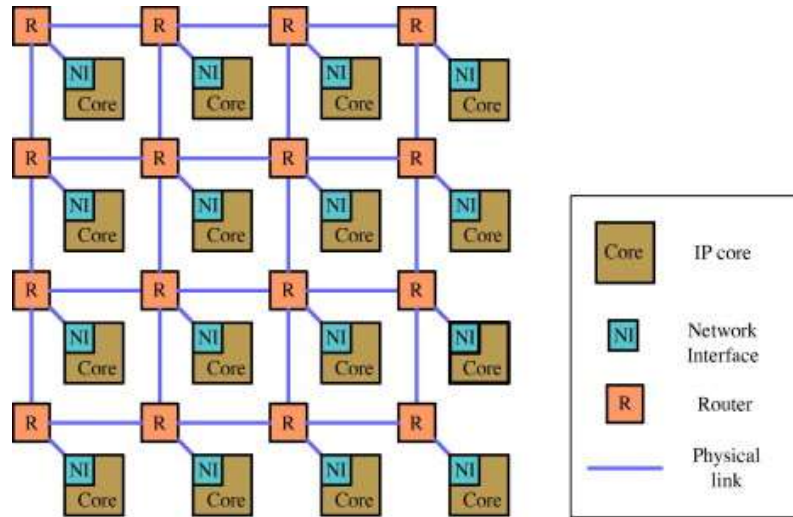 R R R R
NI NI NI NI
Core Core Core Core
R R R R
NI NI NI NI
Core Core Core Core
Core IP core
R R R R
NI NI NI NI
Core Core Core Core
NI Network
Interface
R R R R
R Router
NI NI NI NI
Core Core Core Core
Physical
link